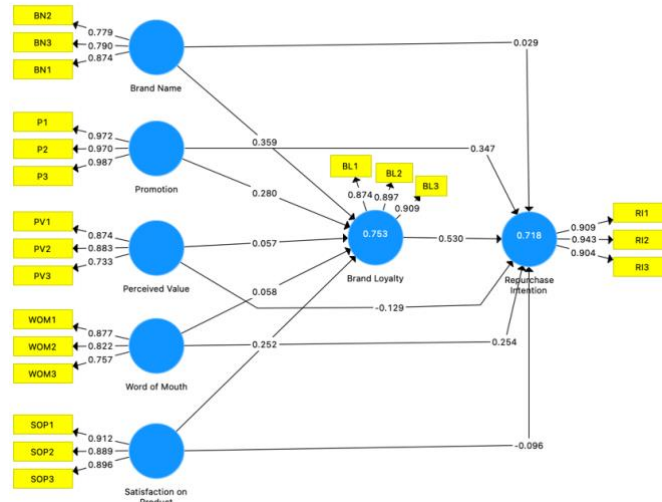 BN2
BN3
BN1
0.779
0.790
0.874
Brand Name
0.029
P1
P2
P3
0.972
0.970
0.987
Promotion
0.359
0.280
0.347
BL1
BL2
BL3
0.874
0.897
0.909
PV1
PV2
PV3
0.874
0.883
0.733
Perceived Value
0.057
0.753
Brand Loyalty
0.530
0.718
Repurchase
Intention
0.909
0.943
0.904
RI1
RI2
RI3
0.058
-0.129
WOM1
WOM2
WOM3
0.877
0.822
0.757
Word of Mouth
0.252
0.254
SOP1
SOP2
SOP3
0.912
0.889
0.896
Satisfaction on
Product
-0.096